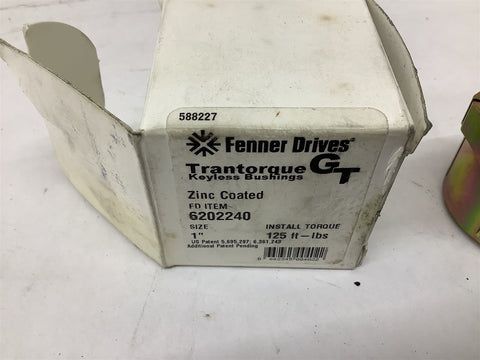 588227
Fenner Drives®
Trantorque GT
Keyless Bushings
Zinc Coated
FD ITEM
6202240
SIZE INSTALL TORQUE
1" 125 ft-lbs
US Patent 5,695,297; 6,361,243
Additional Patent Pending